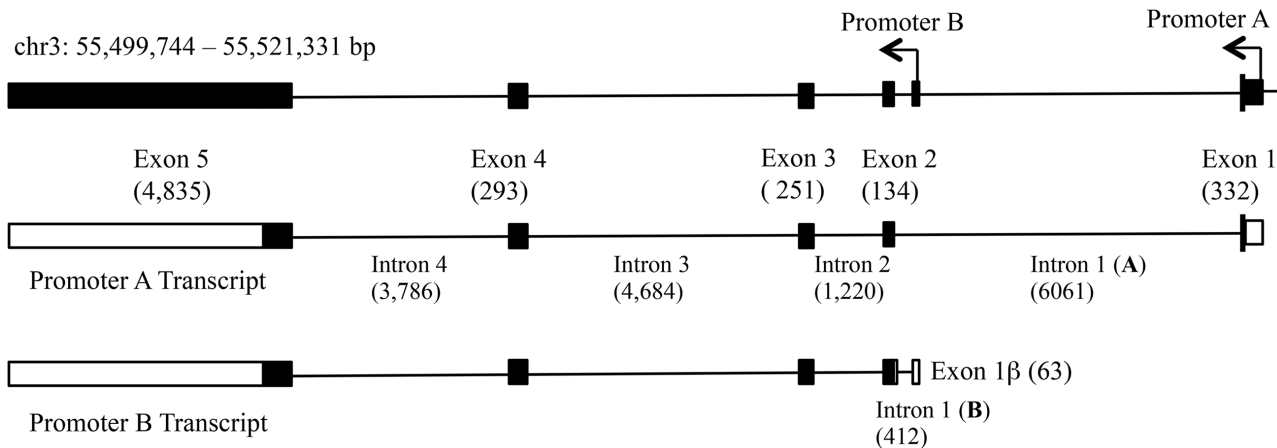 Promoter B
Promoter A
chr3: 55,499,744 – 55,521,331 bp
Exon 5
(4,835)
Exon 4
(293)
Exon 3
( 251)
Exon 2
(134)
Exon 1
(332)
Promoter A Transcript
Intron 4
(3,786)
Intron 3
(4,684)
Intron 2
(1,220)
Intron 1 (A)
(6061)
Exon 1β (63)
Promoter B Transcript
Intron 1 (B)
(412)